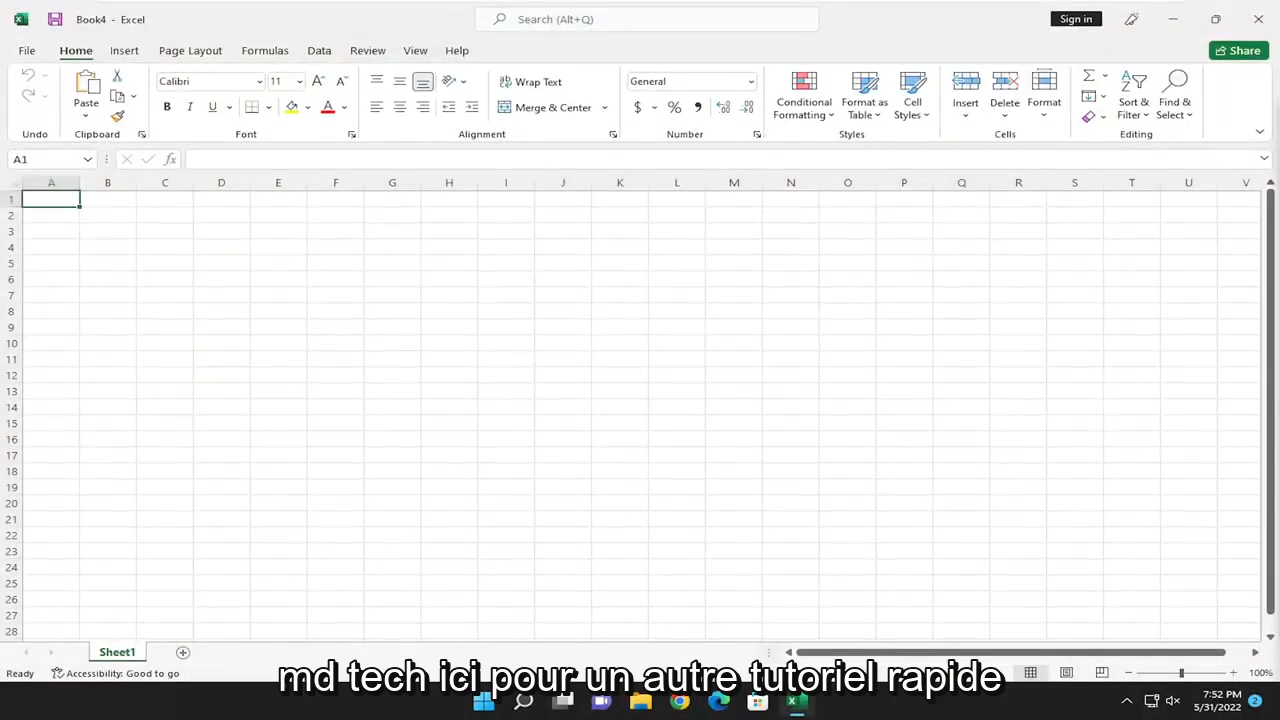 Book4 - Excel
Search (Alt+Q)
Sign in
File Home Insert Page Layout Formulas Data Review View Help
Share
Calibri 11
Wrap Text
General
Paste
B I U
Merge & Center
$ % ,
Conditional Formatting
Format as Table
Cell Styles
Insert Delete Format
Sort & Filter
Find & Select
Undo Clipboard Font Alignment Number Styles Cells Editing
A1
fx
A B C D E F G H I J K L M N O P Q R S T U V
1
2
3
4
5
6
7
8
9
10
11
12
13
14
15
16
17
18
19
20
21
22
23
24
25
26
27
28
Sheet1
Ready
Accessibility: Good to go
100%
md tech ici pour un autre tutoriel rapide
7:52 PM
5/31/2022
2